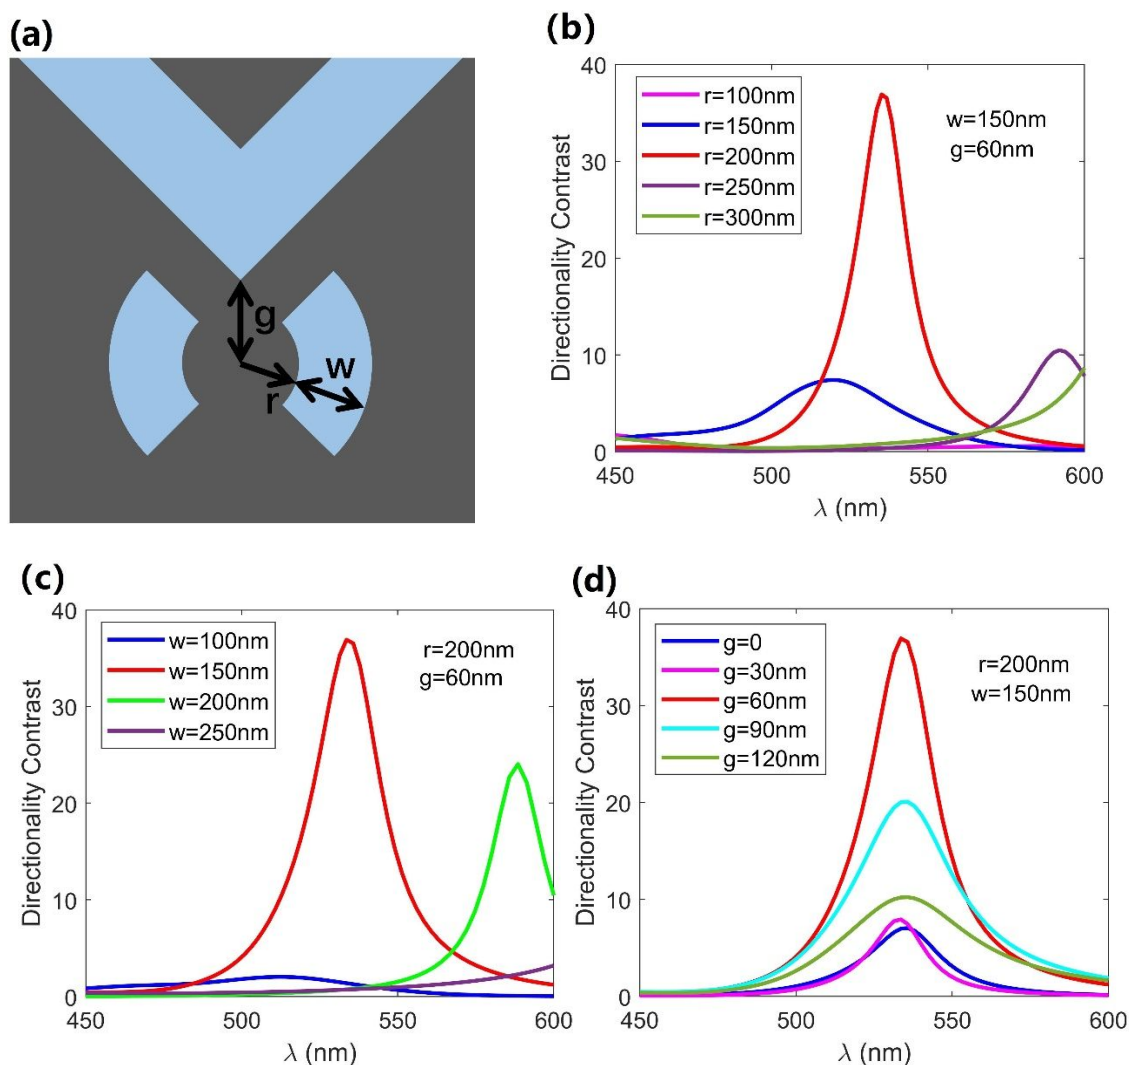 (a)
g
w
r
(b)
40
30
20
10
0
Directionality Contrast
r=100nm
r=150nm
r=200nm
r=250nm
r=300nm
w=150nm
g=60nm
450
500
550
600
λ (nm)
(c)
40
30
20
10
0
Directionality Contrast
w=100nm
w=150nm
w=200nm
w=250nm
r=200nm
g=60nm
450
500
550
600
λ (nm)
(d)
40
30
20
10
0
Directionality Contrast
g=0
g=30nm
g=60nm
g=90nm
g=120nm
r=200nm
w=150nm
450
500
550
600
λ (nm)